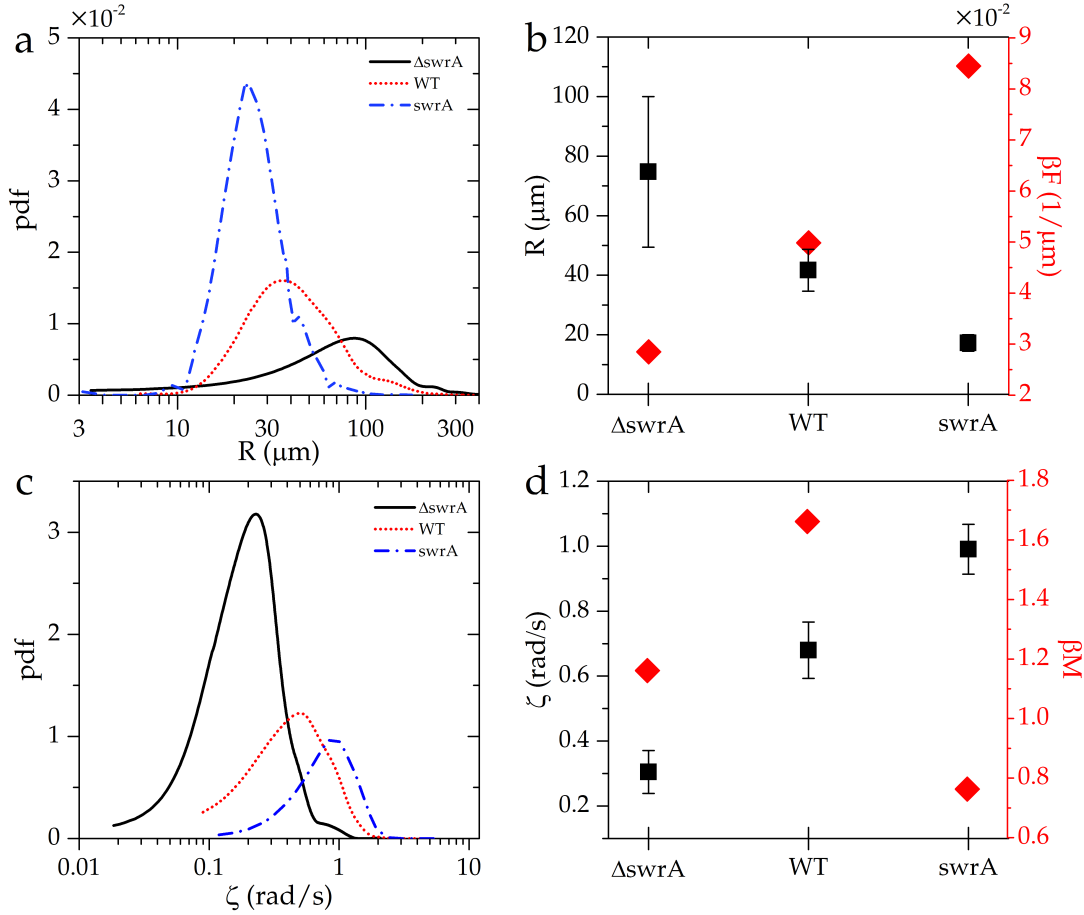 a
×10⁻²
5
4
3
2
1
0
pdf
ΔswrA
WT
swrA
3
10
30
100
300
R (μm)
b
×10⁻²
120
100
80
60
40
20
0
R (μm)
9
8
7
6
5
4
3
2
βF (1/μm)
ΔswrA
WT
swrA
c
3
2
1
0
pdf
ΔswrA
WT
swrA
0.01
0.1
1
10
ζ (rad/s)
d
1.2
1.0
0.8
0.6
0.4
0.2
ζ (rad/s)
1.8
1.6
1.4
1.2
1.0
0.8
0.6
βM
ΔswrA
WT
swrA